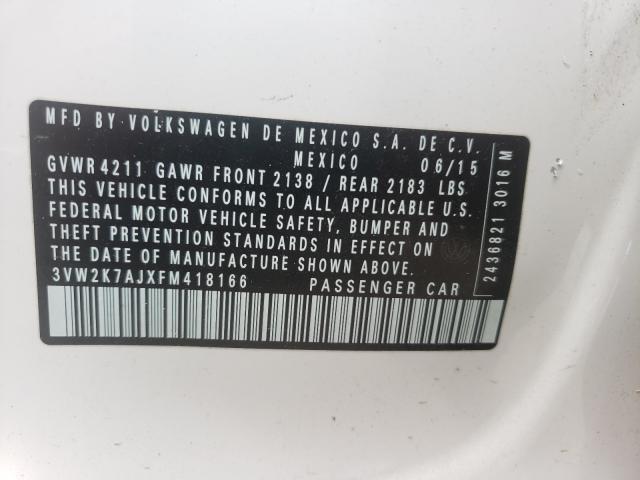 MFD BY VOLKSWAGEN DE MEXICO S.A. DE C.V.
MEXICO 06/15
GVWR 4211 GAWR FRONT 2138 / REAR 2183 LBS
THIS VEHICLE CONFORMS TO ALL APPLICABLE U.S.
FEDERAL MOTOR VEHICLE SAFETY, BUMPER AND
THEFT PREVENTION STANDARDS IN EFFECT ON
THE DATE OF MANUFACTURE SHOWN ABOVE.
3VW2K7AJXFM418166 PASSENGER CAR
2436821 3016 M